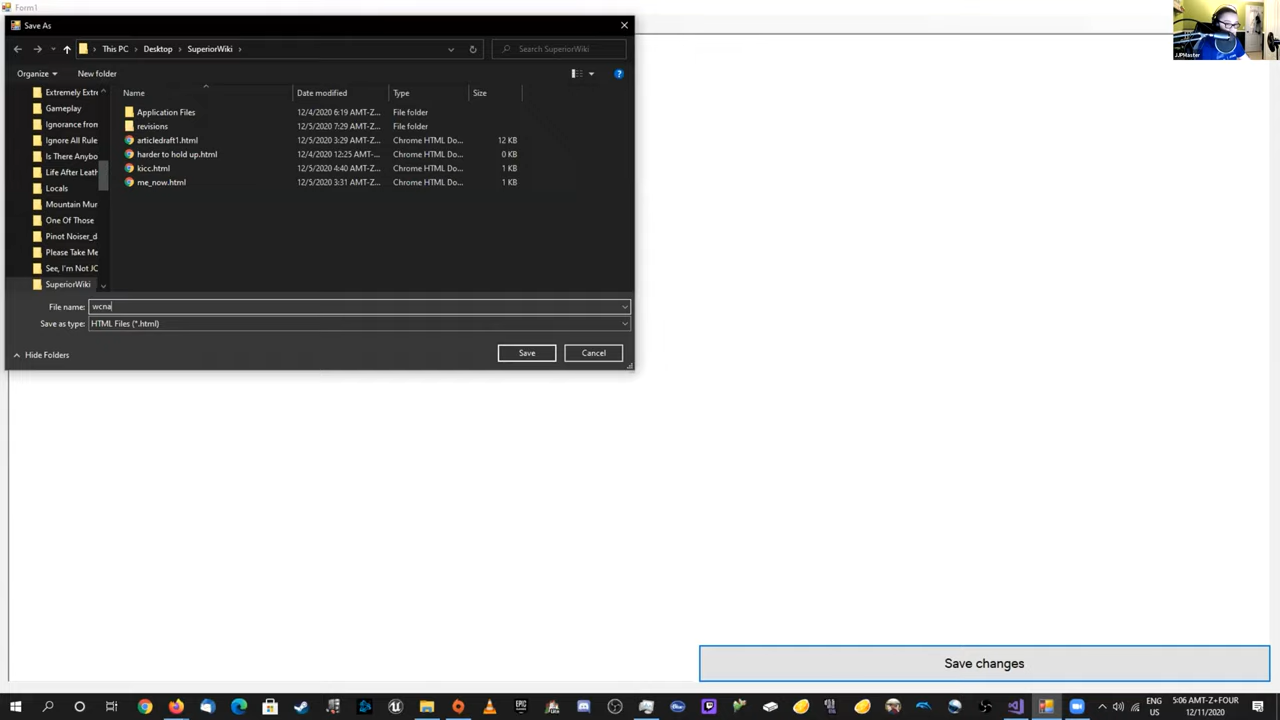 Form1
Save As
This PC
Desktop
SuperiorWiki
Search SuperiorWiki
Organize
New folder
Name
Date modified
Type
Size
Extremely Extre
Gameplay
Ignorance from
Ignore All Rule
Is There Anybo
Life After Leath
Locals
Mountain Mur
One Of Those
Pinot Noiser_d
Please Take Me
See, I'm Not JC
SuperiorWiki
Application Files 12/4/2020 6:19 AMT-Z... File folder
revisions 12/5/2020 7:29 AMT-Z... File folder
articledraft1.html 12/5/2020 3:29 AMT-Z... Chrome HTML Do... 12 KB
harder to hold up.html 12/4/2020 12:25 AMT-... Chrome HTML Do... 0 KB
kicc.html 12/5/2020 4:40 AMT-Z... Chrome HTML Do... 1 KB
me_now.html 12/5/2020 3:31 AMT-Z... Chrome HTML Do... 1 KB
File name: wcna
Save as type: HTML Files (*.html)
Hide Folders
Save
Cancel
JJPMaster
Save changes
ENG
US
5:06 AMT-Z+FOUR
12/11/2020